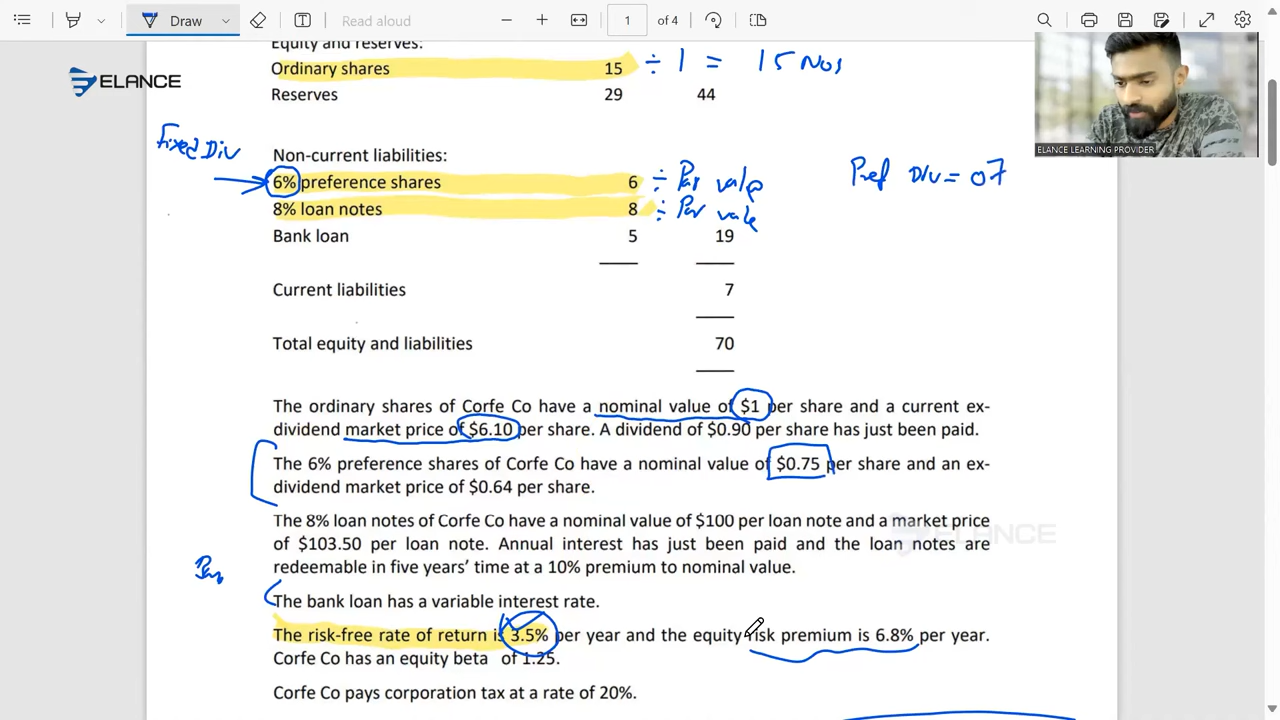 Draw
Read aloud
1 of 4
ELANCE
ELANCE LEARNING PROVIDER
Equity and reserves:
Ordinary shares 15 ÷ 1 = 15 Nos
Reserves 29 44
Fixed Div
Non-current liabilities:
6% preference shares 6 ÷ Par value Pref Div =
8% loan notes 8 ÷ Par value
Bank loan 5 19
Current liabilities 7
Total equity and liabilities 70
The ordinary shares of Corfe Co have a nominal value of $1 per share and a current ex-
dividend market price of $6.10 per share. A dividend of $0.90 per share has just been paid.
The 6% preference shares of Corfe Co have a nominal value of $0.75 per share and an ex-
dividend market price of $0.64 per share.
The 8% loan notes of Corfe Co have a nominal value of $100 per loan note and a market price
of $103.50 per loan note. Annual interest has just been paid and the loan notes are
redeemable in five years' time at a 10% premium to nominal value.
ELANCE
The bank loan has a variable interest rate.
The risk-free rate of return is 3.5% per year and the equity risk premium is 6.8% per year.
Corfe Co has an equity beta of 1.25.
Corfe Co pays corporation tax at a rate of 20%.